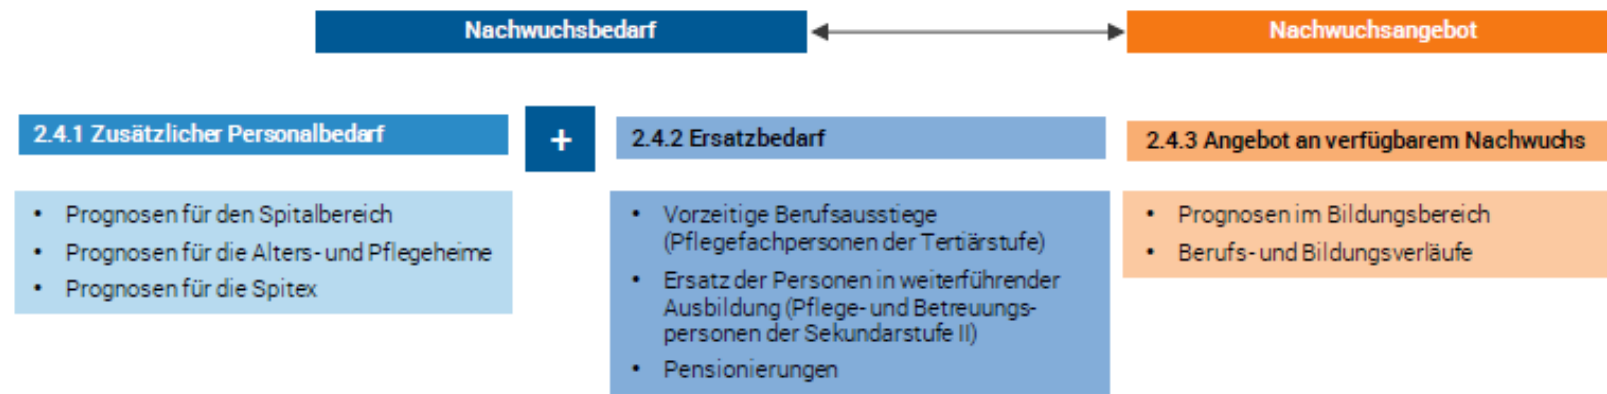 Nachwuchsbedarf
Nachwuchsangebot
2.4.1 Zusätzlicher Personalbedarf
+
2.4.2 Ersatzbedarf
2.4.3 Angebot an verfügbarem Nachwuchs
• Prognosen für den Spitalbereich
• Prognosen für die Alters- und Pflegeheime
• Prognosen für die Spitex
• Vorzeitige Berufsausstiege
(Pflegefachpersonen der Tertiärstufe)
• Ersatz der Personen in weiterführender
Ausbildung (Pflege- und Betreuungs-
personen der Sekundarstufe II)
• Pensionierungen
• Prognosen im Bildungsbereich
• Berufs- und Bildungsverläufe